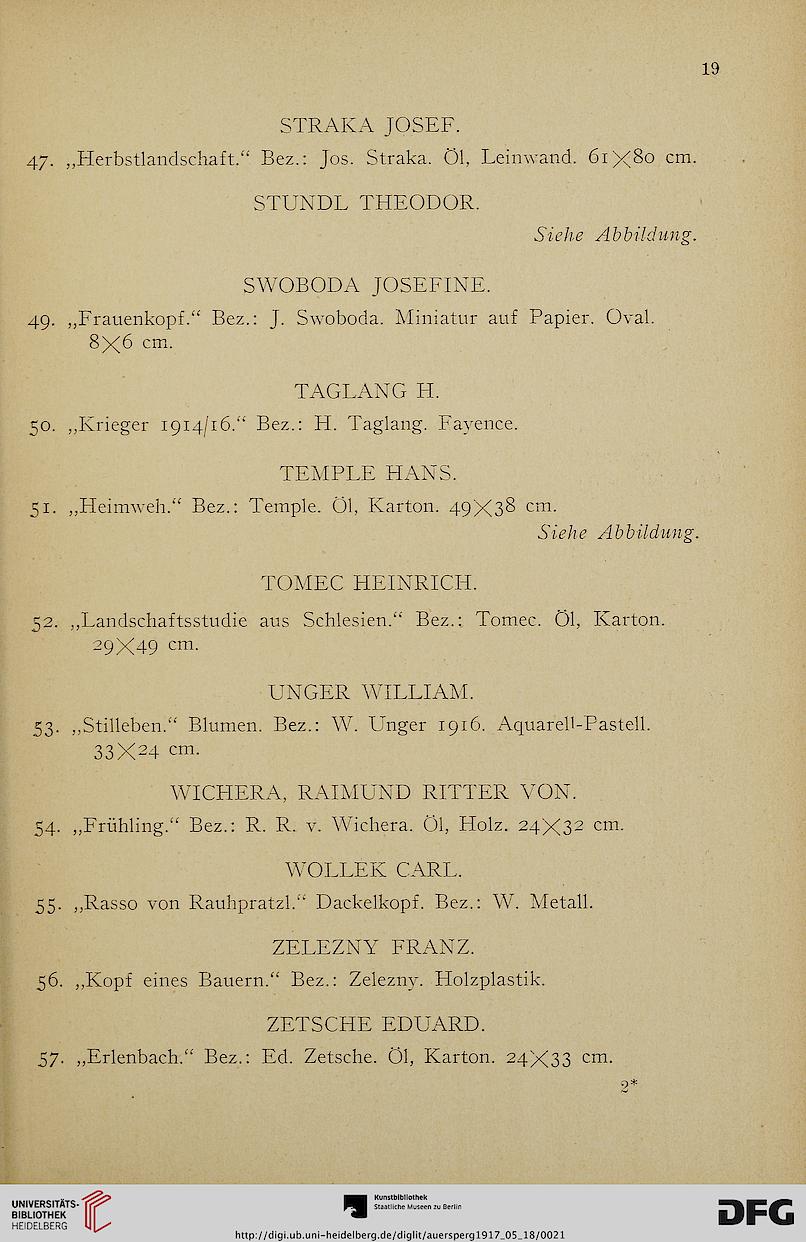 19
STRAKA JOSEF.
47. „Herbstlandschaft.“ Bez.: Jos. Straka. Öl, Leinwand. 61×80 cm.
STUNDL THEODOR.
Siehe Abbildung.
SWOBODA JOSEFINE.
49. „Frauenkopf.“ Bez.: J. Swoboda. Miniatur auf Papier. Oval.
8×6 cm.
TAGLANG H.
50. „Krieger 1914/16.“ Bez.: H. Taglang. Fayence.
TEMPLE HANS.
51. „Heimweh.“ Bez.: Temple. Öl, Karton. 49×38 cm.
Siehe Abbildung.
TOMEC HEINRICH.
52. „Landschaftsstudie aus Schlesien.“ Bez.: Tomec. Öl, Karton.
29×49 cm.
UNGER WILLIAM.
53. „Stilleben.“ Blumen. Bez.: W. Unger 1916. Aquarell-Pastell.
33×24 cm.
WICHERA, RAIMUND RITTER VON.
54. „Frühling.“ Bez.: R. R. v. Wichera. Öl, Holz. 24×32 cm.
WOLLEK CARL.
55. „Rasso von Rauhpratzl.“ Dackelkopf. Bez.: W. Metall.
ZELEZNY FRANZ.
56. „Kopf eines Bauern.“ Bez.: Zelezny. Holzplastik.
ZETSCHE EDUARD.
57. „Erlenbach.“ Bez.: Ed. Zetsche. Öl, Karton. 24×33 cm.
2*
UNIVERSITÄTS-
BIBLIOTHEK
HEIDELBERG
Kunstbibliothek
Staatliche Museen zu Berlin
http://digi.ub.uni-heidelberg.de/diglit/auersperg1917_05_18/0021
DFG